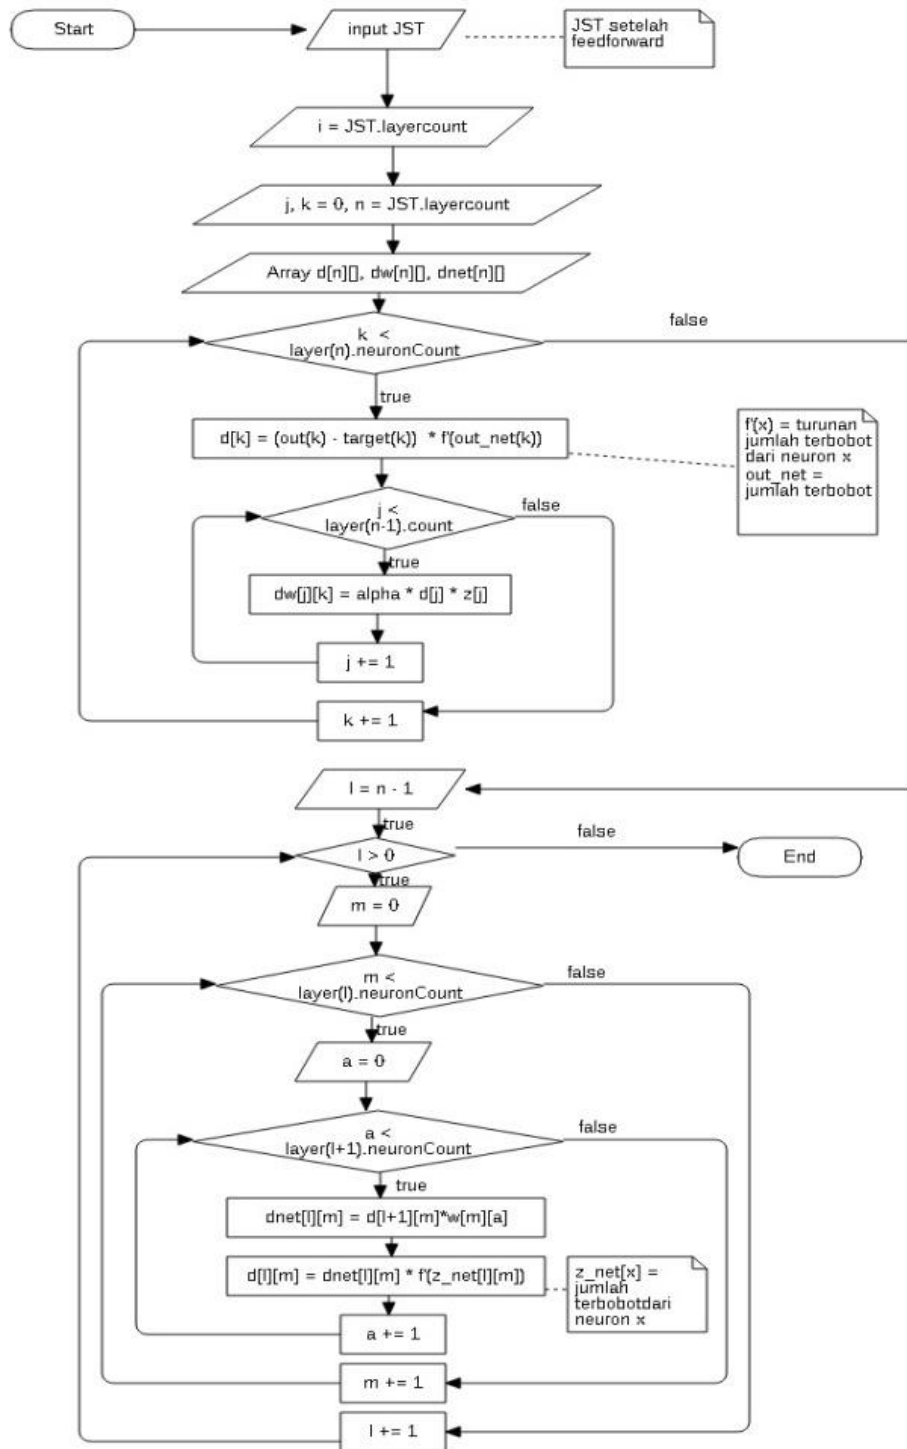 Start
input JST
JST setelah
feedforward
i = JST.layercount
j, k = 0, n = JST.layercount
Array d[n][], dw[n][], dnet[n][]
k <
layer(n).neuronCount
false
true
d[k] = (out(k) - target(k)) * f'(out_net(k))
f'(x) = turunan
jumlah terbobot
dari neuron x
out_net =
jumlah terbobot
j <
layer(n-1).count
false
true
dw[j][k] = alpha * d[j] * z[j]
j += 1
k += 1
l = n - 1
true
l > 0
false
End
true
m = 0
m <
layer(l).neuronCount
false
true
a = 0
a <
layer(l+1).neuronCount
false
true
dnet[l][m] = d[l+1][m]*w[m][a]
d[l][m] = dnet[l][m] * f'(z_net[l][m])
z_net[x] =
jumlah
terbobotdari
neuron x
a += 1
m += 1
l += 1